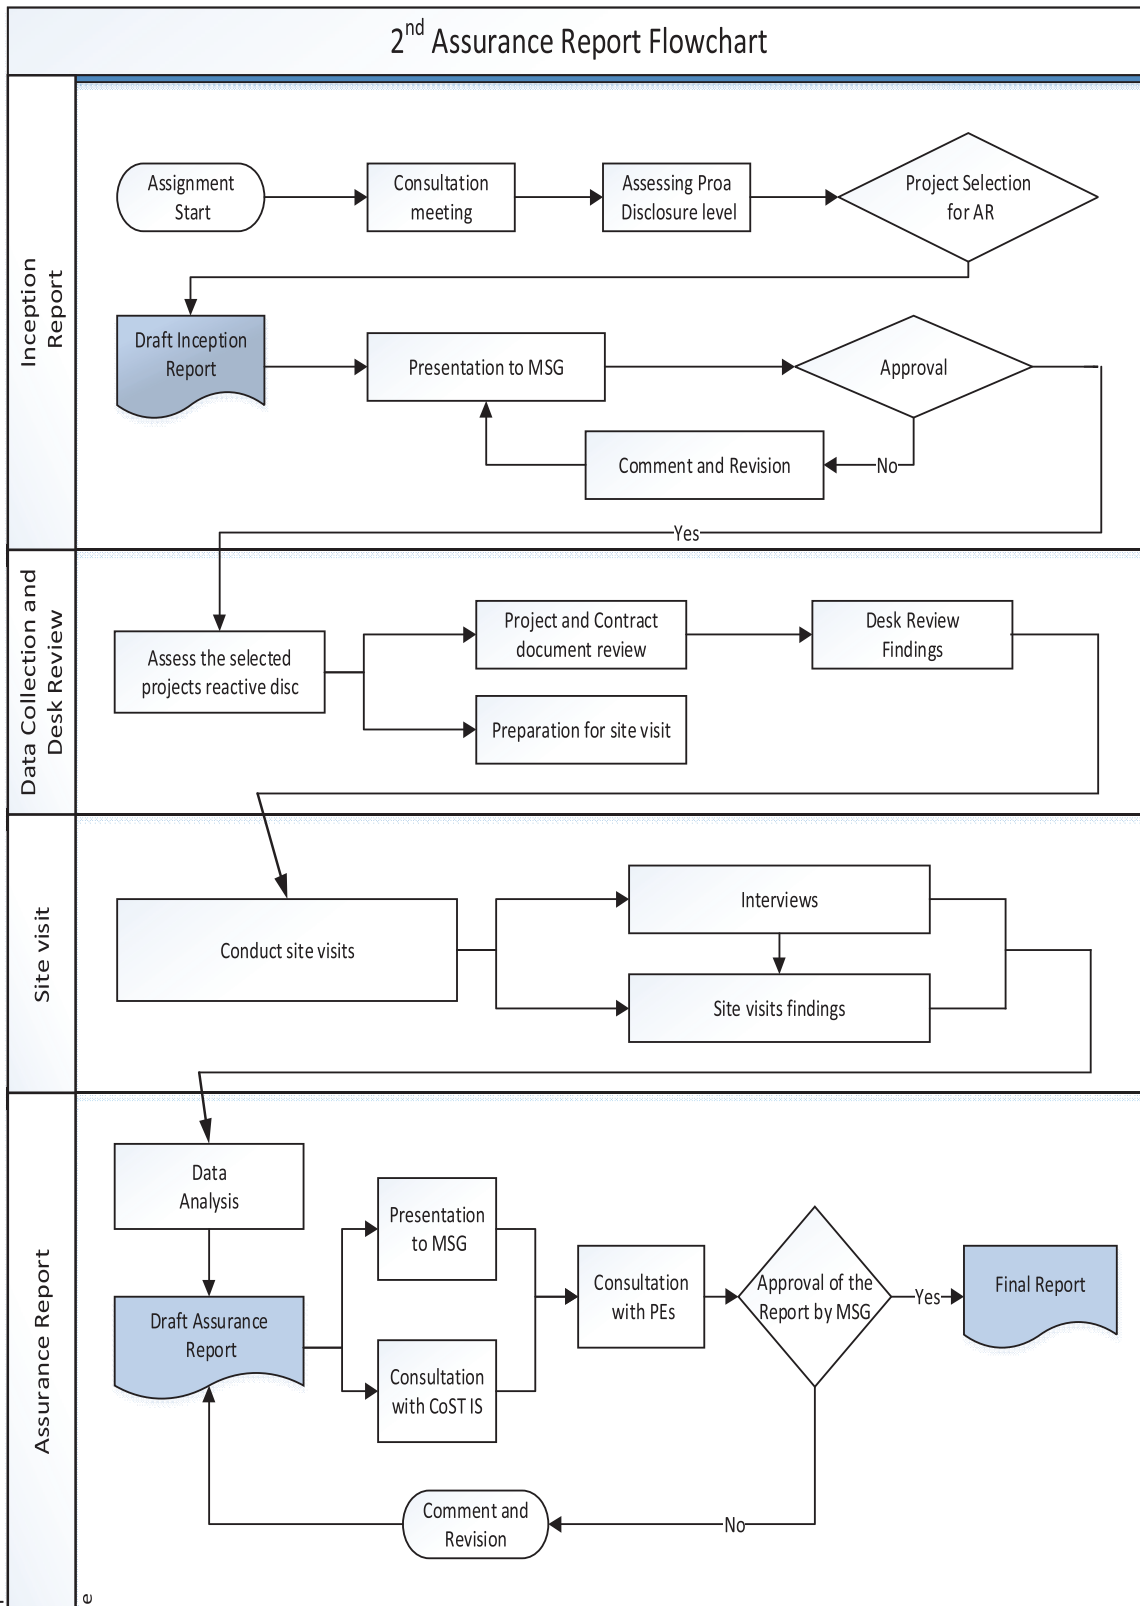 2nd Assurance Report Flowchart
Inception
Report
Assignment
Start
Consultation
meeting
Assessing Proa
Disclosure level
Project Selection
for AR
Draft Inception
Report
Presentation to MSG
Approval
Comment and Revision
No
Yes
Data Collection and
Desk Review
Assess the selected
projects reactive disc
Project and Contract
document review
Desk Review
Findings
Preparation for site visit
Site visit
Conduct site visits
Interviews
Site visits findings
Assurance Report
Data
Analysis
Draft Assurance
Report
Presentation
to MSG
Consultation
with CoST IS
Consultation
with PEs
Approval of the
Report by MSG
Yes
Final Report
Comment and
Revision
No
e